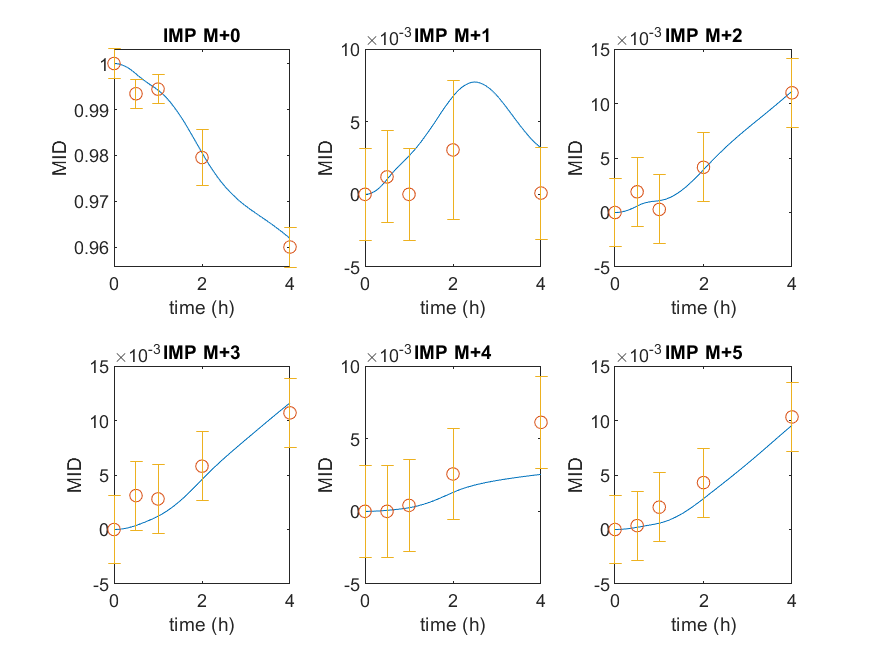 IMP M+0
1
0.99
0.98
0.97
0.96
MID
0 2 4
time (h)
×10-3 IMP M+1
10
5
0
-5
MID
0 2 4
time (h)
×10-3 IMP M+2
15
10
5
0
-5
MID
0 2 4
time (h)
×10-3 IMP M+3
15
10
5
0
-5
MID
0 2 4
time (h)
×10-3 IMP M+4
10
5
0
-5
MID
0 2 4
time (h)
×10-3 IMP M+5
15
10
5
0
-5
MID
0 2 4
time (h)